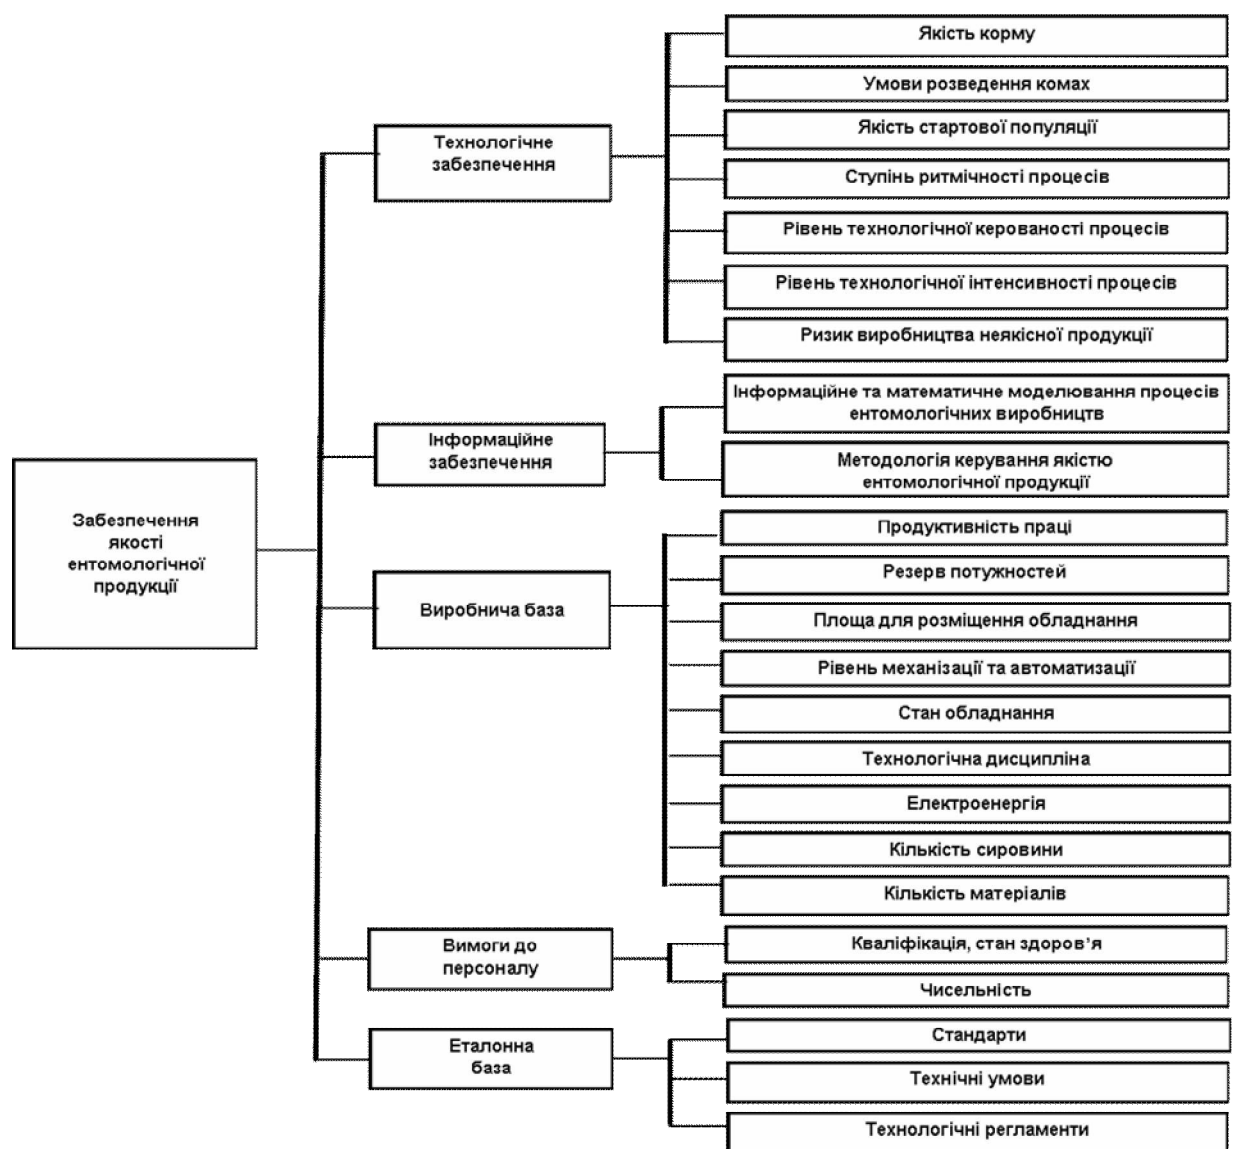 Забезпечення
якості
ентомологічної
продукції
Технологічне
забезпечення
Якість корму
Умови розведення комах
Якість стартової популяції
Ступінь ритмічності процесів
Рівень технологічної керованості процесів
Рівень технологічної інтенсивності процесів
Ризик виробництва неякісної продукції
Інформаційне
забезпечення
Інформаційне та математичне моделювання процесів
ентомологічних виробництв
Методологія керування якістю
ентомологічної продукції
Виробнича база
Продуктивність праці
Резерв потужностей
Площа для розміщення обладнання
Рівень механізації та автоматизації
Стан обладнання
Технологічна дисципліна
Електроенергія
Кількість сировини
Кількість матеріалів
Вимоги до
персоналу
Кваліфікація, стан здоров’я
Чисельність
Еталонна
база
Стандарти
Технічні умови
Технологічні регламенти